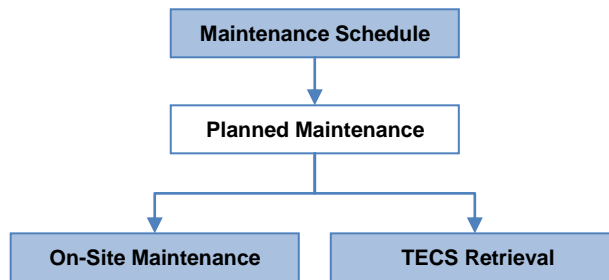 Maintenance Schedule
Planned Maintenance
On-Site Maintenance
TECS Retrieval